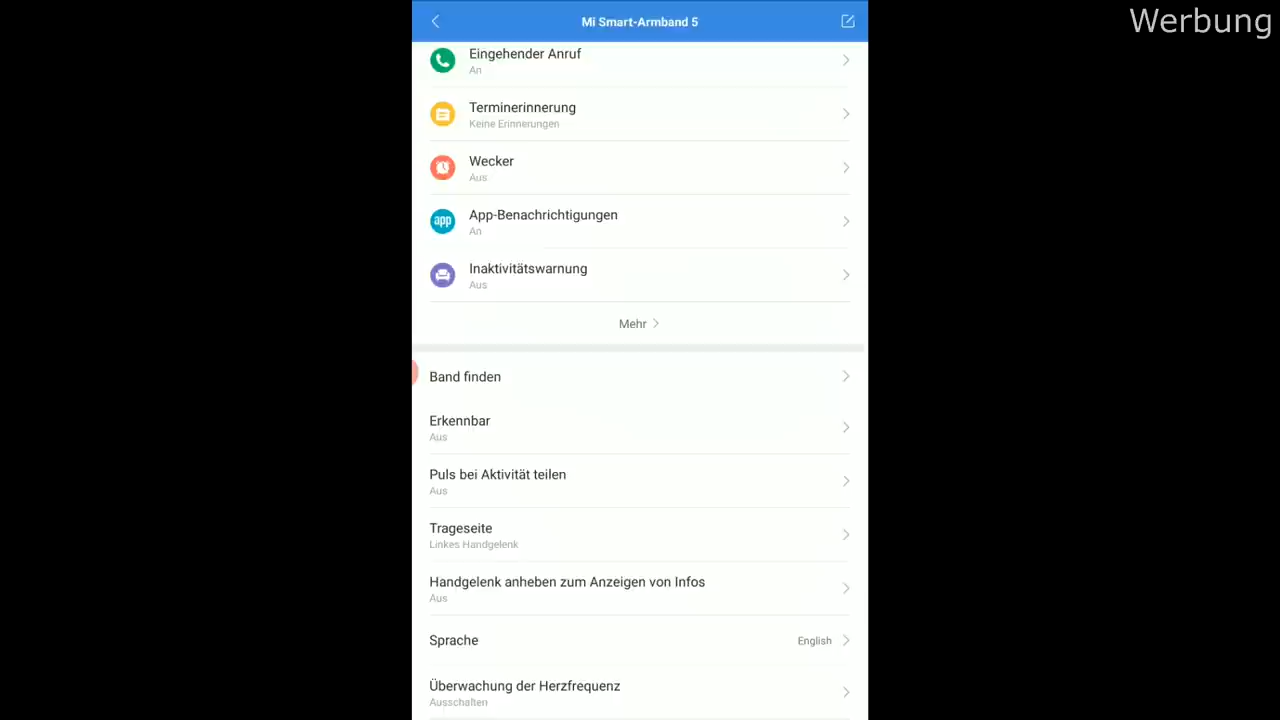 Werbung
Mi Smart-Armband 5
Eingehender Anruf
An
Terminerinnerung
Keine Erinnerungen
Wecker
Aus
app
App-Benachrichtigungen
An
Inaktivitätswarnung
Aus
Mehr
Band finden
Erkennbar
Aus
Puls bei Aktivität teilen
Aus
Trageseite
Linkes Handgelenk
Handgelenk anheben zum Anzeigen von Infos
Aus
Sprache English
Überwachung der Herzfrequenz
Ausschalten